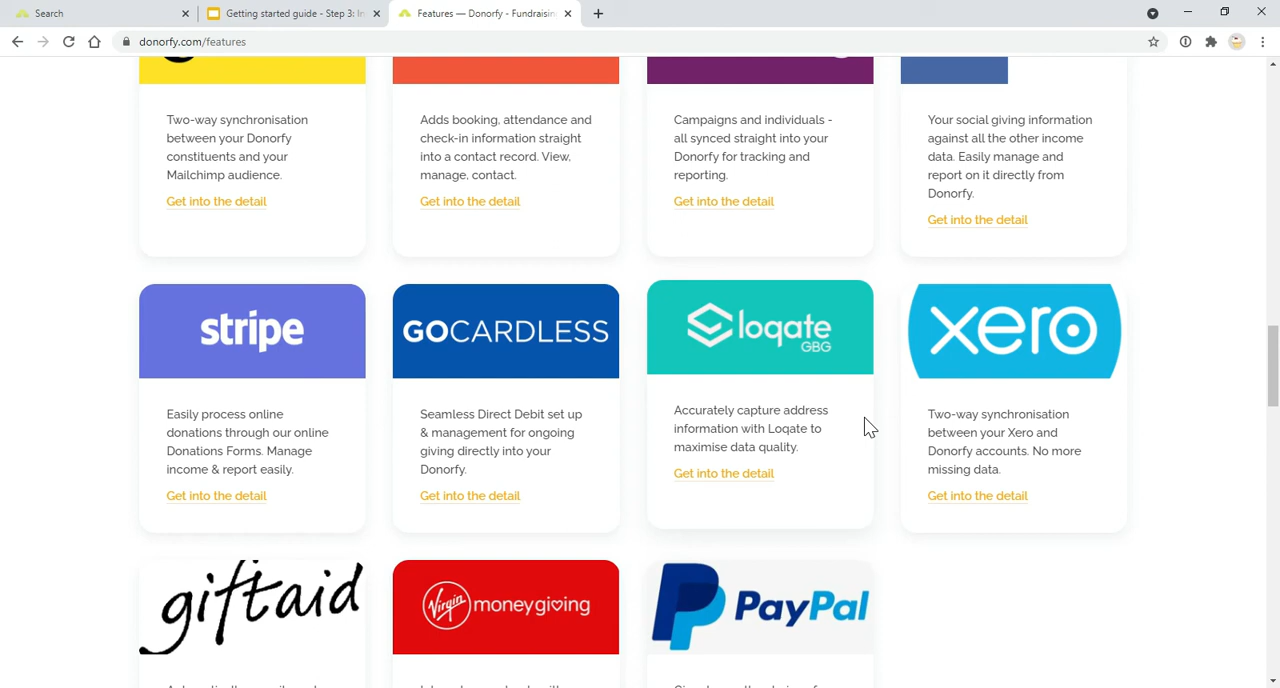 Search
Getting started guide - Step 3: In
Features — Donorfy - Fundraising
donorfy.com/features
Two-way synchronisation
between your Donorfy
constituents and your
Mailchimp audience.
Get into the detail
Adds booking, attendance and
check-in information straight
into a contact record. View,
manage, contact.
Get into the detail
Campaigns and individuals -
all synced straight into your
Donorfy for tracking and
reporting.
Get into the detail
Your social giving information
against all the other income
data. Easily manage and
report on it directly from
Donorfy.
Get into the detail
stripe
Easily process online
donations through our online
Donations Forms. Manage
income & report easily.
Get into the detail
GOCARDLESS
Seamless Direct Debit set up
& management for ongoing
giving directly into your
Donorfy.
Get into the detail
loqate
GBG
Accurately capture address
information with Loqate to
maximise data quality.
Get into the detail
xero
Two-way synchronisation
between your Xero and
Donorfy accounts. No more
missing data.
Get into the detail
giftaid
Virgin moneygiving
PayPal